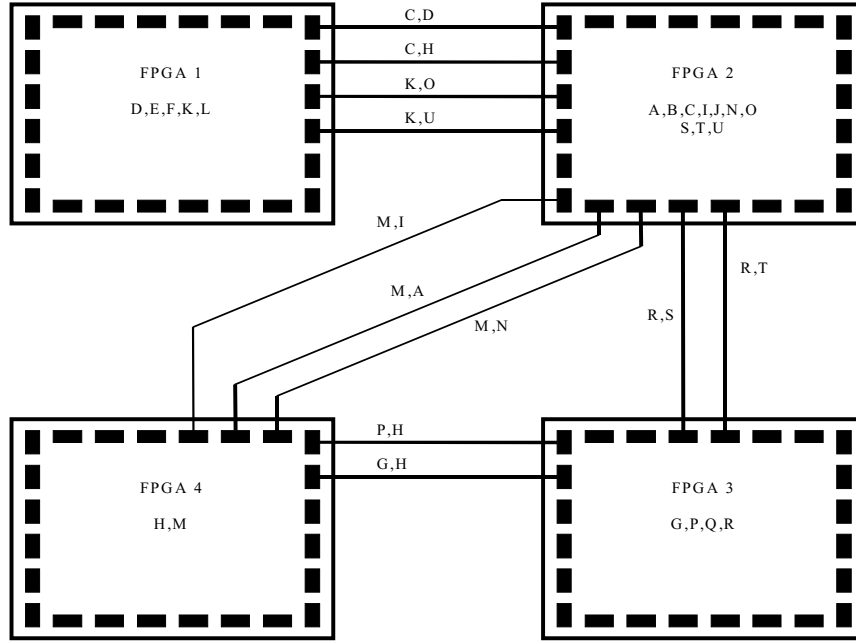 C,D
C,H
K,O
K,U
FPGA 1
D,E,F,K,L
FPGA 2
A,B,C,I,J,N,O
S,T,U
M,I
M,A
M,N
R,S
R,T
P,H
G,H
FPGA 4
H,M
FPGA 3
G,P,Q,R